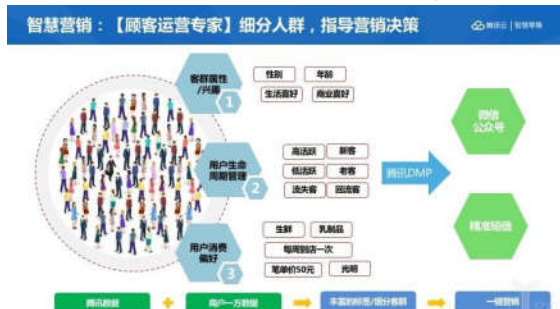 智慧营销：【顾客运营专家】细分人群，指导营销决策
腾讯云 | 智慧零售
客群属性
/兴趣
1
性别 年龄
生活喜好 商业喜好
用户生命
周期管理
2
高活跃 新客
低活跃 老客
流失客 回流客
用户消费
偏好
3
生鲜 乳制品
每周到店一次
笔单价50元 光明
腾讯DMP
微信
公众号
精准短信
腾讯数据 + 商户一方数据 丰富的标签/细分客群 一键营销